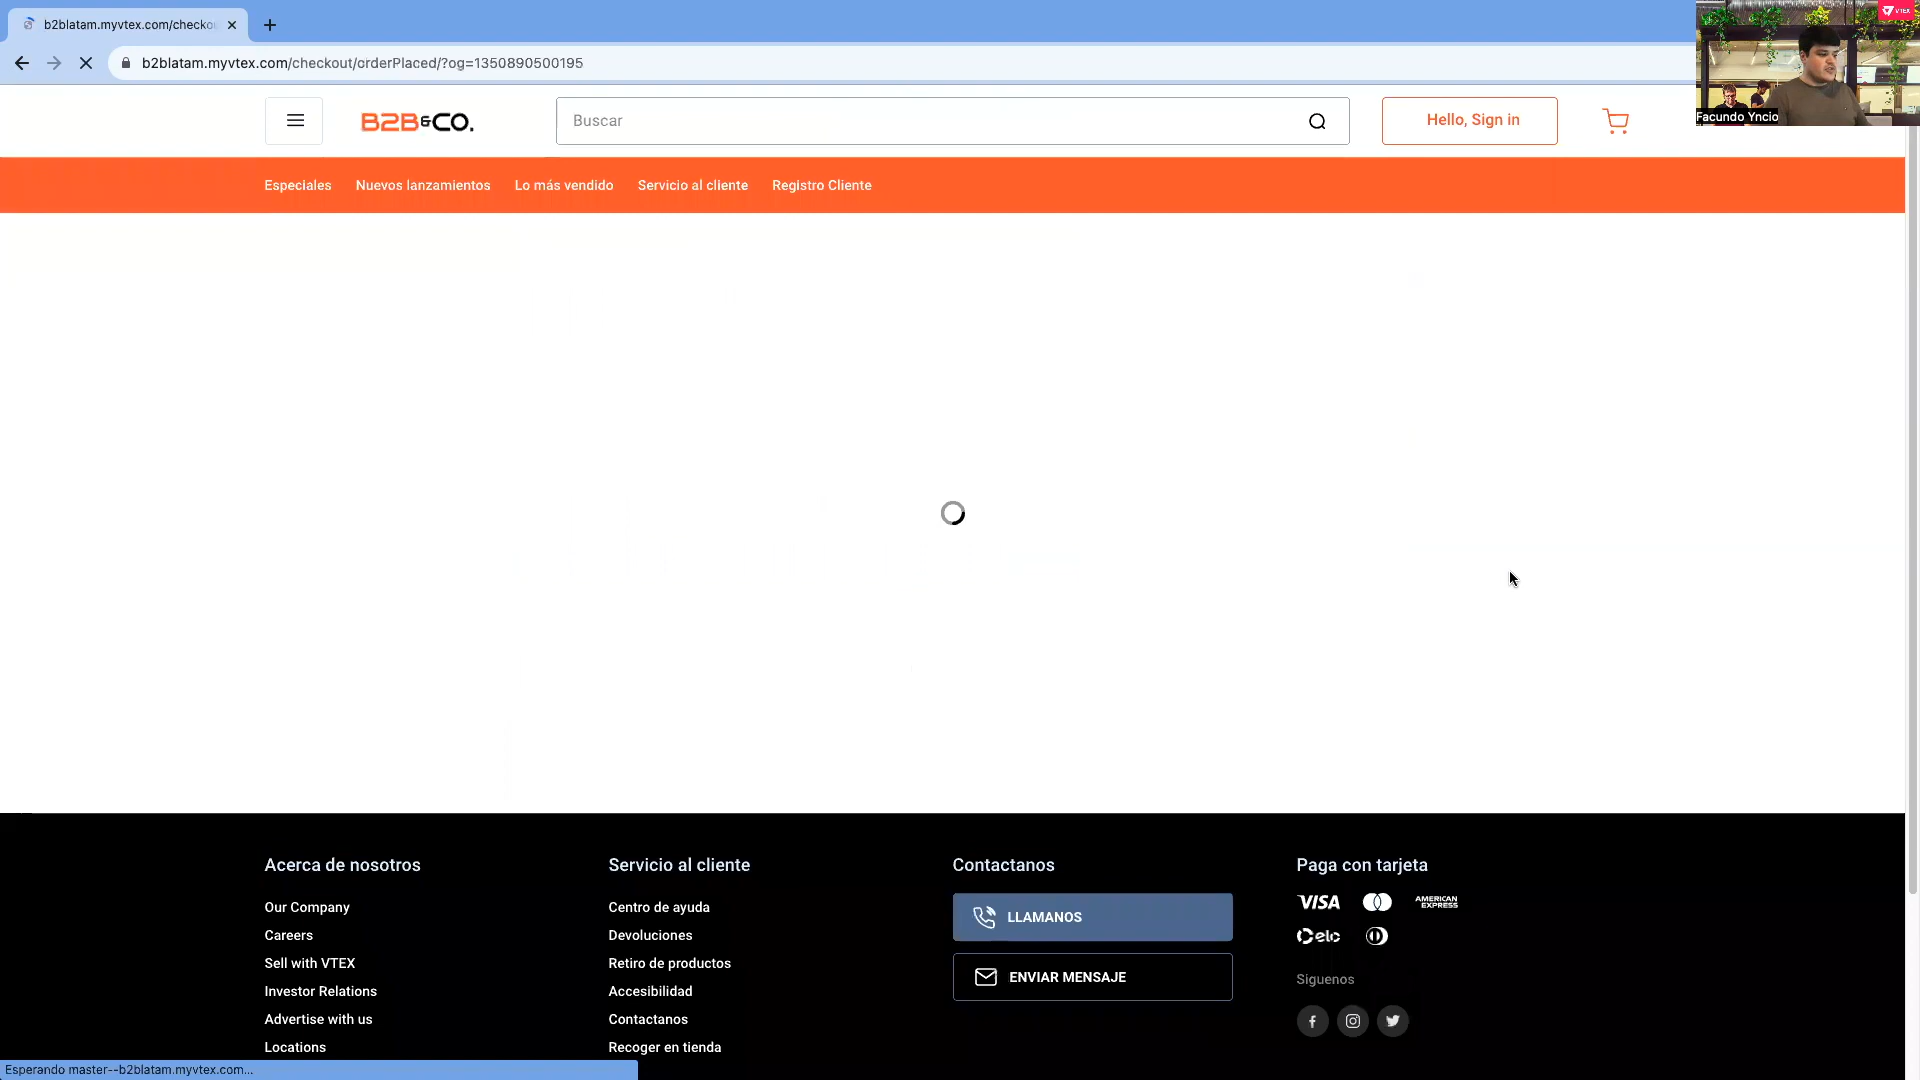 b2blatam.myvtex.com/checko
b2blatam.myvtex.com/checkout/orderPlaced/?og=1350890500195
VTEX
Facundo Yncio
B2B&CO.
Buscar
Hello, Sign in
Especiales
Nuevos lanzamientos
Lo más vendido
Servicio al cliente
Registro Cliente
Acerca de nosotros
Our Company
Careers
Sell with VTEX
Investor Relations
Advertise with us
Locations
Servicio al cliente
Centro de ayuda
Devoluciones
Retiro de productos
Accesibilidad
Contactanos
Recoger en tienda
Contactanos
LLAMANOS
ENVIAR MENSAJE
Paga con tarjeta
VISA
AMERICAN
EXPRESS
elo
Siguenos
Esperando master--b2blatam.myvtex.com...